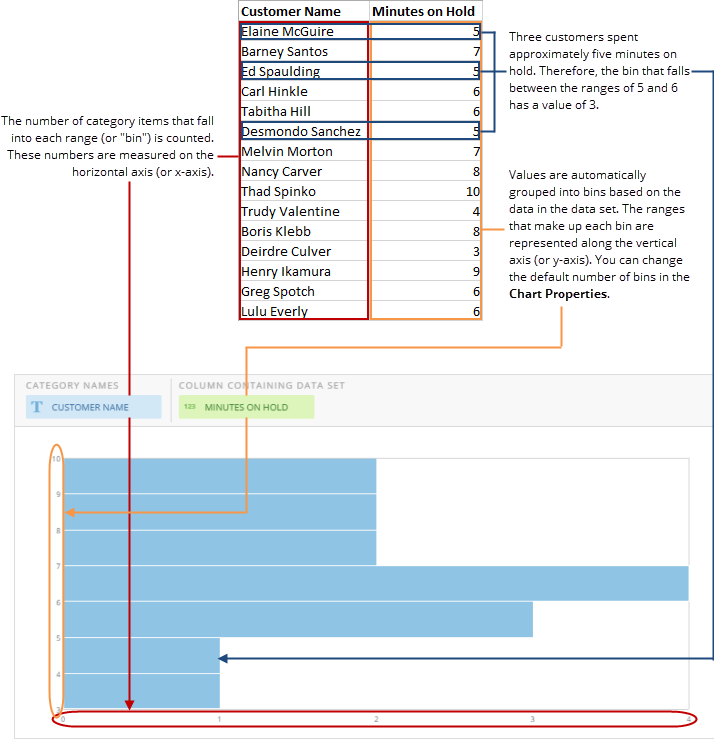 Customer Name Minutes on Hold
Elaine McGuire 5
Barney Santos 7
Ed Spaulding 5
Carl Hinkle 6
Tabitha Hill 6
Desmondo Sanchez 5
Melvin Morton 7
Nancy Carver 8
Thad Spinko 10
Trudy Valentine 4
Boris Klebb 8
Deirdre Culver 3
Henry Ikamura 9
Greg Spotch 6
Lulu Everly 6
Three customers spent
approximately five minutes on
hold. Therefore, the bin that falls
between the ranges of 5 and 6
has a value of 3.
The number of category items that fall
into each range (or "bin") is counted.
These numbers are measured on the
horizontal axis (or x-axis).
Values are automatically
grouped into bins based on the
data in the data set. The ranges
that make up each bin are
represented along the vertical
axis (or y-axis). You can change
the default number of bins in the
Chart Properties.
CATEGORY NAMES COLUMN CONTAINING DATA SET
T CUSTOMER NAME 123 MINUTES ON HOLD
10
9
8
7
6
5
4
3
0 1 2 3 4